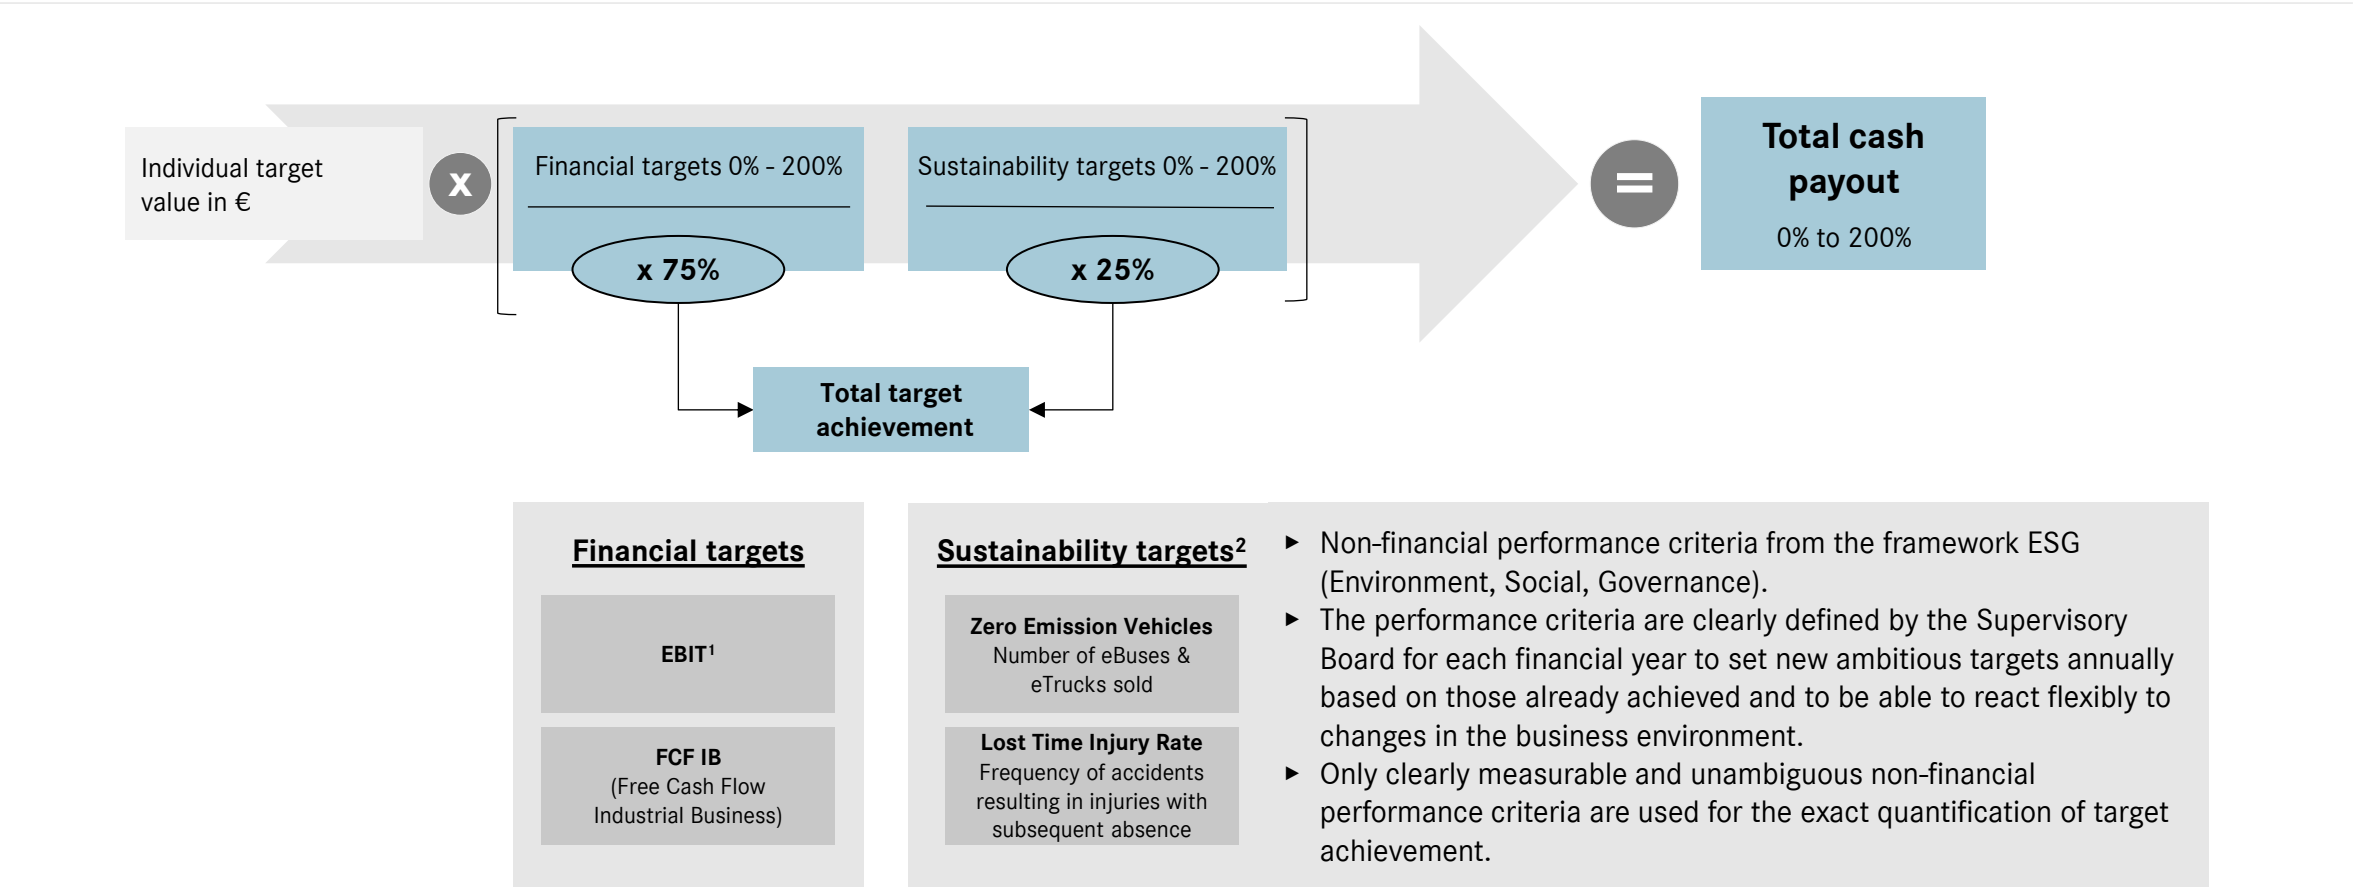 Individual target
value in €
x
Financial targets 0% - 200%
x 75%
Sustainability targets 0% - 200%
x 25%
=
Total cash
payout
0% to 200%
Total target
achievement
Financial targets
EBIT¹
FCF IB
(Free Cash Flow
Industrial Business)
Sustainability targets²
Zero Emission Vehicles
Number of eBuses &
eTrucks sold
Lost Time Injury Rate
Frequency of accidents
resulting in injuries with
subsequent absence
▸ Non-financial performance criteria from the framework ESG
(Environment, Social, Governance).
▸ The performance criteria are clearly defined by the Supervisory
Board for each financial year to set new ambitious targets annually
based on those already achieved and to be able to react flexibly to
changes in the business environment.
▸ Only clearly measurable and unambiguous non-financial
performance criteria are used for the exact quantification of target
achievement.